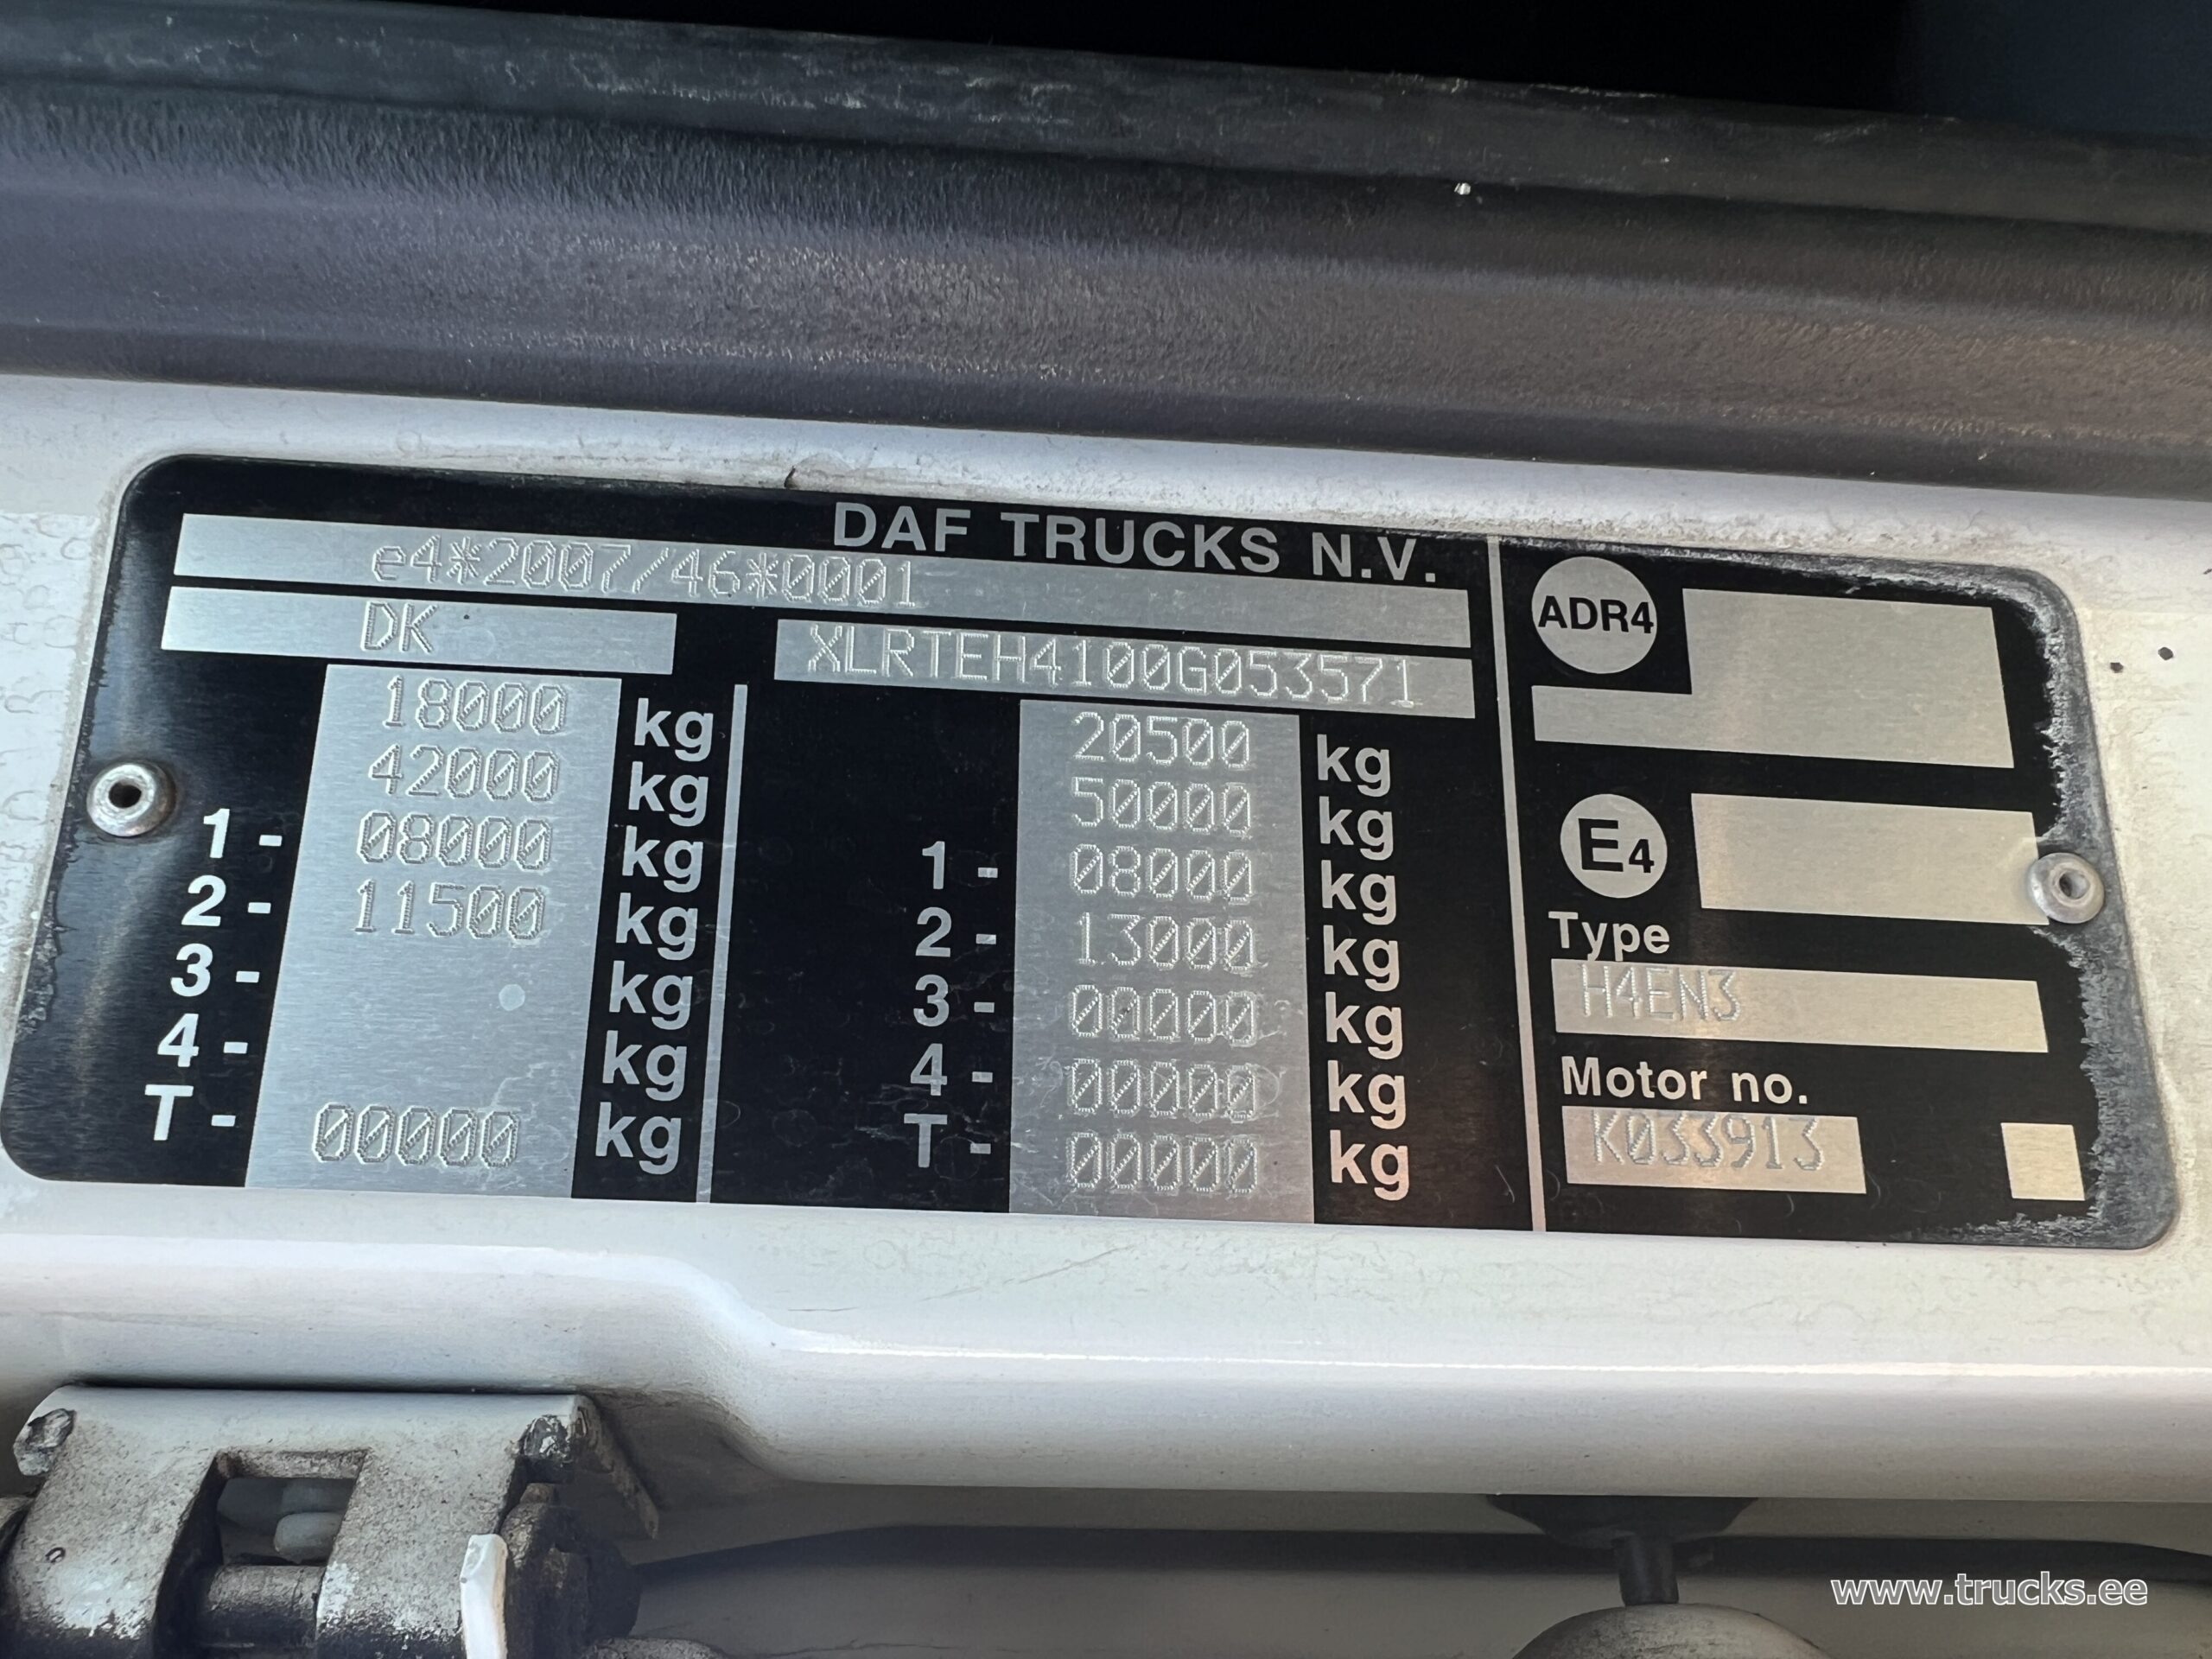 DAF TRUCKS N.V.
e4*2007/46*0001
DK
XLRTEH4100G053571
18000 kg
42000 kg
1- 08000 kg
2- 11500 kg
3- kg
4- kg
T- 00000 kg
20500 kg
50000 kg
1- 08000 kg
2- 13000 kg
3- 00000 kg
4- 00000 kg
T- 00000 kg
ADR4
E4
Type
H4EN3
Motor no.
K033913
www.trucks.ee